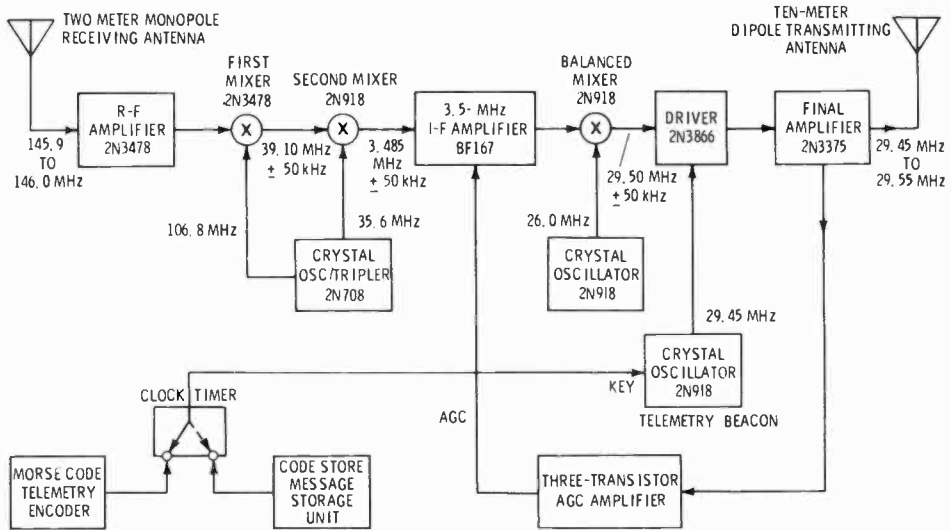 TWO METER MONOPOLE
RECEIVING ANTENNA
TEN-METER
DIPOLE TRANSMITTING
ANTENNA
FIRST
MIXER
2N3478
SECOND MIXER
2N918
BALANCED
MIXER
2N918
R-F
AMPLIFIER
2N3478
X
X
3.5- MHz
I-F AMPLIFIER
BF167
X
DRIVER
2N3866
FINAL
AMPLIFIER
2N3375
145.9
TO
146.0 MHz
39.10 MHz
± 50 kHz
3.485
MHz
± 50 kHz
29.50 MHz
± 50 kHz
29.45 MHz
TO
29.55 MHz
106.8 MHz
35.6 MHz
26.0 MHz
CRYSTAL
OSC/TRIPLER
2N708
CRYSTAL
OSCILLATOR
2N918
29.45 MHz
CRYSTAL
OSCILLATOR
2N918
KEY
TELEMETRY BEACON
CLOCK TIMER
AGC
MORSE CODE
TELEMETRY
ENCODER
CODE STORE
MESSAGE
STORAGE
UNIT
THREE-TRANSISTOR
AGC AMPLIFIER